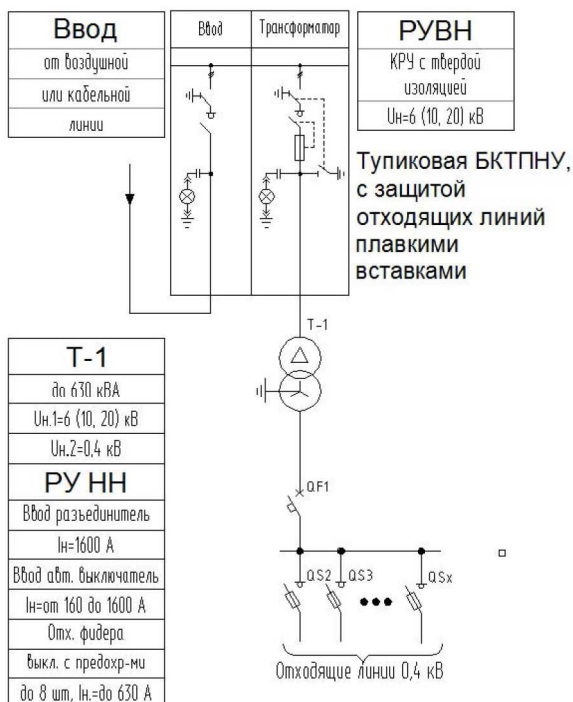 Ввод
от воздушной
или кабельной
линии
Ввод
Трансформатор
РУВН
КРУ с твердой
изоляцией
Uн=6 (10, 20) кВ
Тупиковая БКТПНУ,
с защитой
отходящих линий
плавкими
вставками
Т-1
Т-1
до 630 кВА
Uн.1=6 (10, 20) кВ
Uн.2=0,4 кВ
РУ НН
Ввод разъединитель
Iн=1600 А
Ввод авт. выключатель
Iн=от 160 до 1600 А
Отх. фидера
выкл. с предохр-ми
до 8 шт, Iн.=до 630 А
QF1
QS2
QS3
QSx
Отходящие линии 0,4 кВ